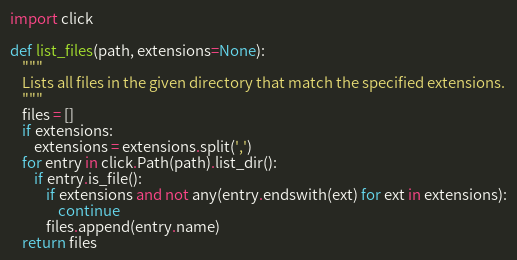 import click

def list_files(path, extensions=None):
    """
    Lists all files in the given directory that match the specified extensions.
    """
    files = []
    if extensions:
        extensions = extensions.split(',')
    for entry in click.Path(path).list_dir():
        if entry.is_file():
            if extensions and not any(entry.endswith(ext) for ext in extensions):
                continue
            files.append(entry.name)
    return files